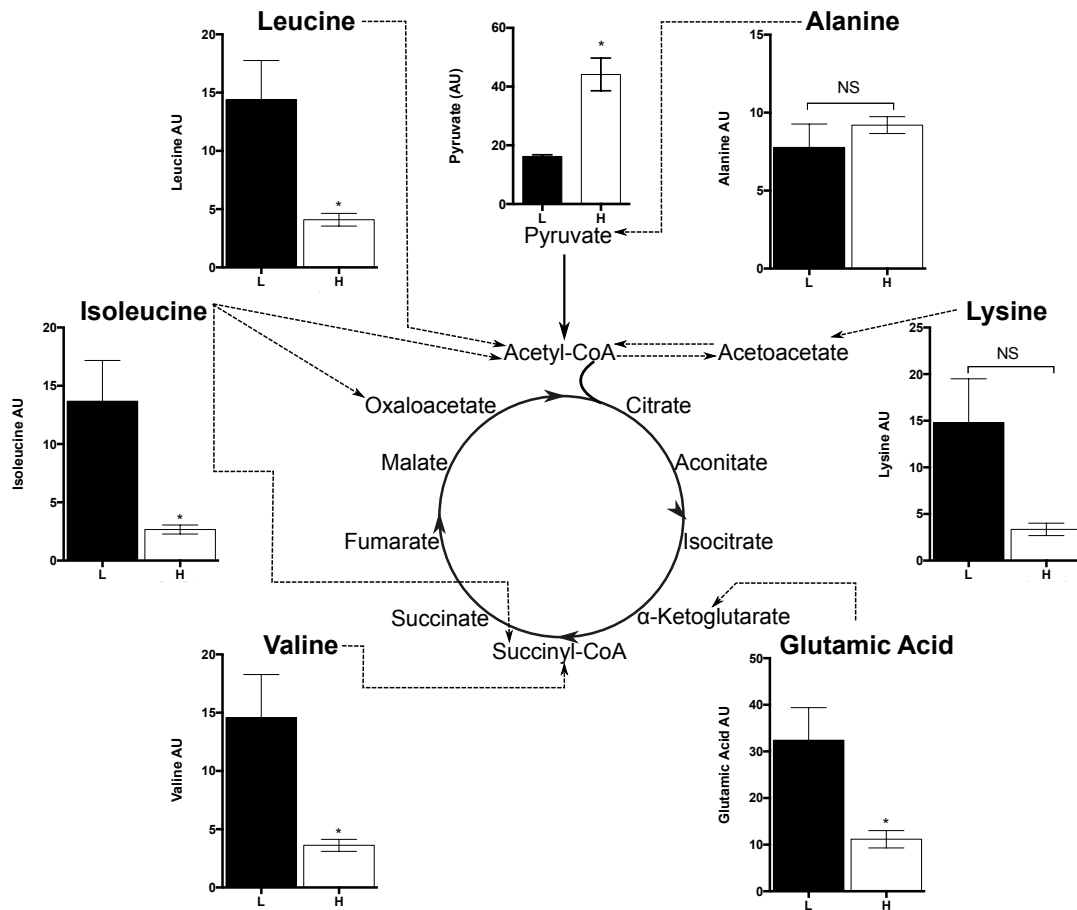 Leucine
20
15
10
5
0
Leucine AU
*
L
H
60
40
20
0
Pyruvate (AU)
*
L
H
Pyruvate
Alanine
15
10
5
0
Alanine AU
NS
L
H
Isoleucine
20
15
10
5
0
Isoleucine AU
*
L
H
Acetyl-CoA
Acetoacetate
Oxaloacetate
Citrate
Malate
Aconitate
Fumarate
Isocitrate
Succinate
α-Ketoglutarate
Succinyl-CoA
Lysine
25
20
15
10
5
0
Lysine AU
NS
L
H
Valine
20
15
10
5
0
Valine AU
*
L
H
Glutamic Acid
50
40
30
20
10
0
Glutamic Acid AU
*
L
H